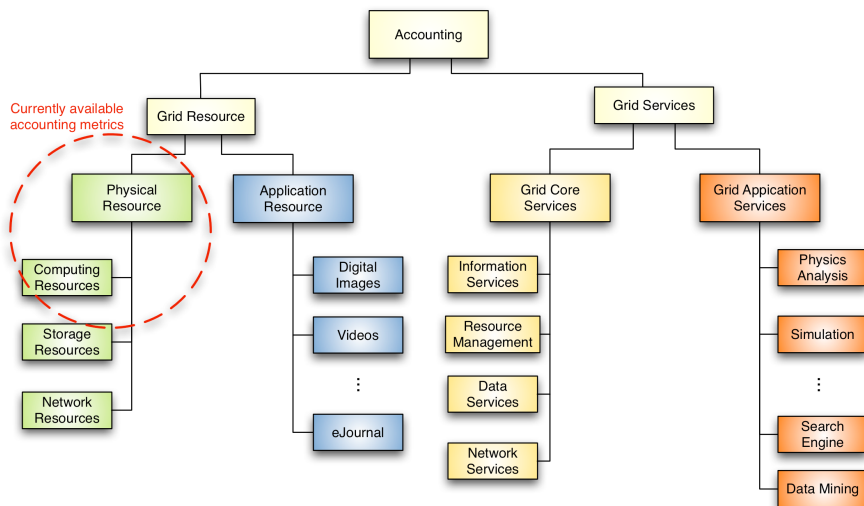 Accounting
Grid Resource
Grid Services
Currently available
accounting metrics
Physical
Resource
Application
Resource
Grid Core
Services
Grid Appication
Services
Computing
Resources
Storage
Resources
Network
Resources
Digital
Images
Videos
⋮
eJournal
Information
Services
Resource
Management
Data
Services
Network
Services
Physics
Analysis
Simulation
⋮
Search
Engine
Data Mining